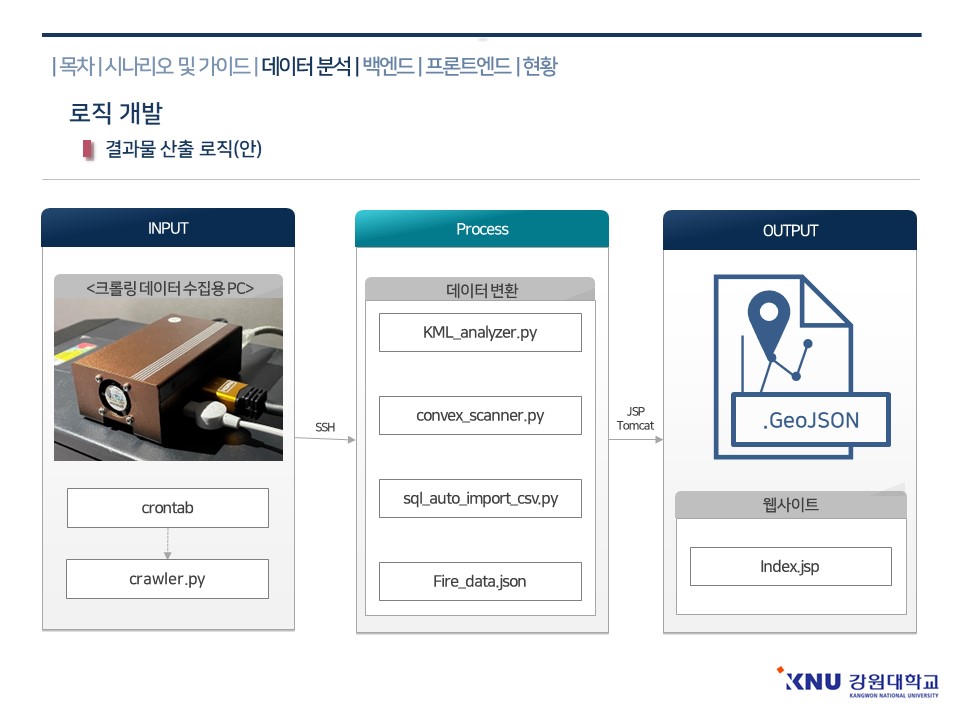 | 목차 | 시나리오 및 가이드 | 데이터 분석 | 백엔드 | 프론트엔드 | 현황
로직 개발
결과물 산출 로직(안)
INPUT
<크롤링 데이터 수집용 PC>
crontab
crawler.py
SSH
Process
데이터 변환
KML_analyzer.py
convex_scanner.py
sql_auto_import_csv.py
Fire_data.json
JSP
Tomcat
OUTPUT
.GeoJSON
웹사이트
Index.jsp
KNU 강원대학교
KANGWON NATIONAL UNIVERSITY